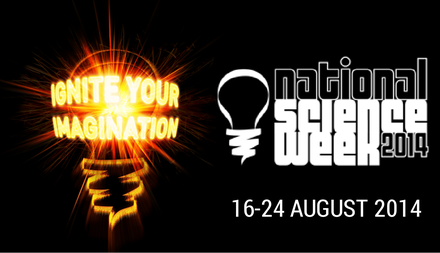 IGNITE YOUR
IMAGINATION
national
science
week 2014
16-24 AUGUST 2014